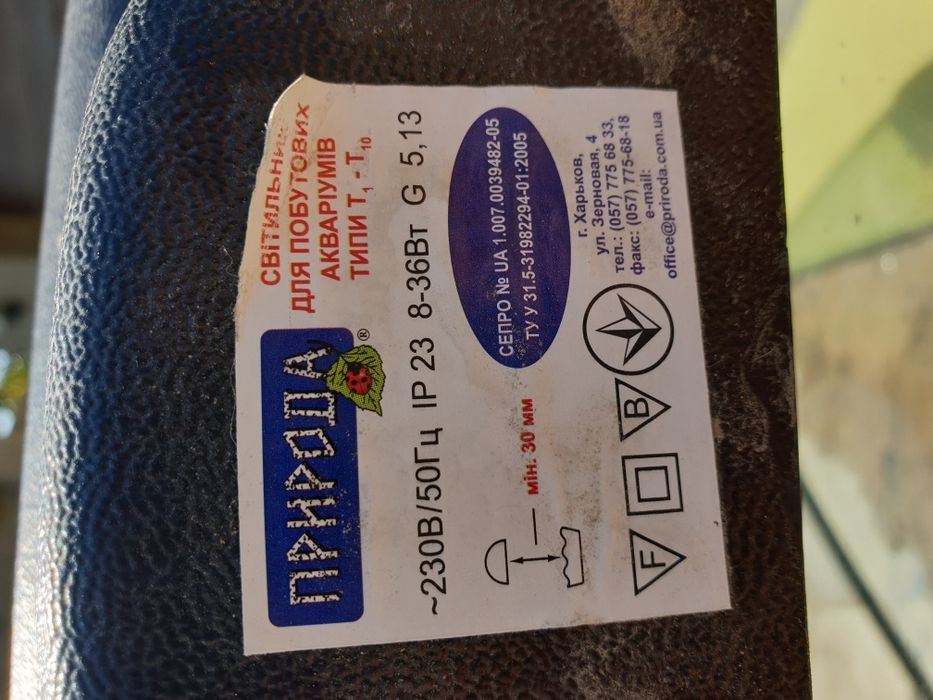 ПРИРОДА®
СВІТИЛЬНИКИ
ДЛЯ ПОБУТОВИХ
АКВАРІУМІВ
ТИПИ Т₁ - Т₁₀
~230В/50Гц IP 23 8-36Вт G 5,13
мін. 30 мм
СЕПРО № UA 1.007.0039482-05
ТУ У 31.5-31982294-01:2005
г. Харьков,
ул. Зерновая, 4
тел.: (057) 775 68 33,
факс: (057) 775-68-18
e-mail:
office@priroda.com.ua
F
B